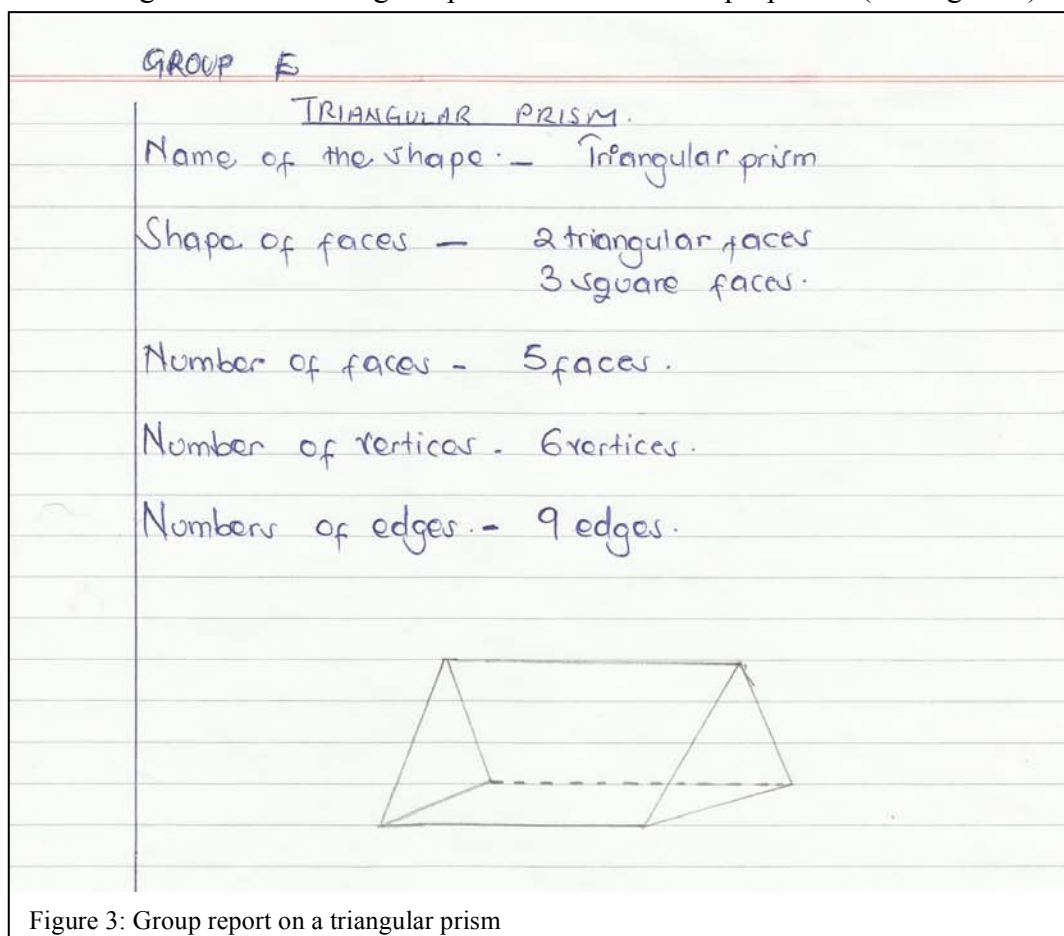 GROUP E
TRIANGULAR PRISM.
Name of the shape. - Triangular prism
Shape of faces - 2 triangular faces
3 square faces.
Number of faces - 5 faces.
Number of vertices. 6 vertices.
Numbers of edges. - 9 edges.
Figure 3: Group report on a triangular prism